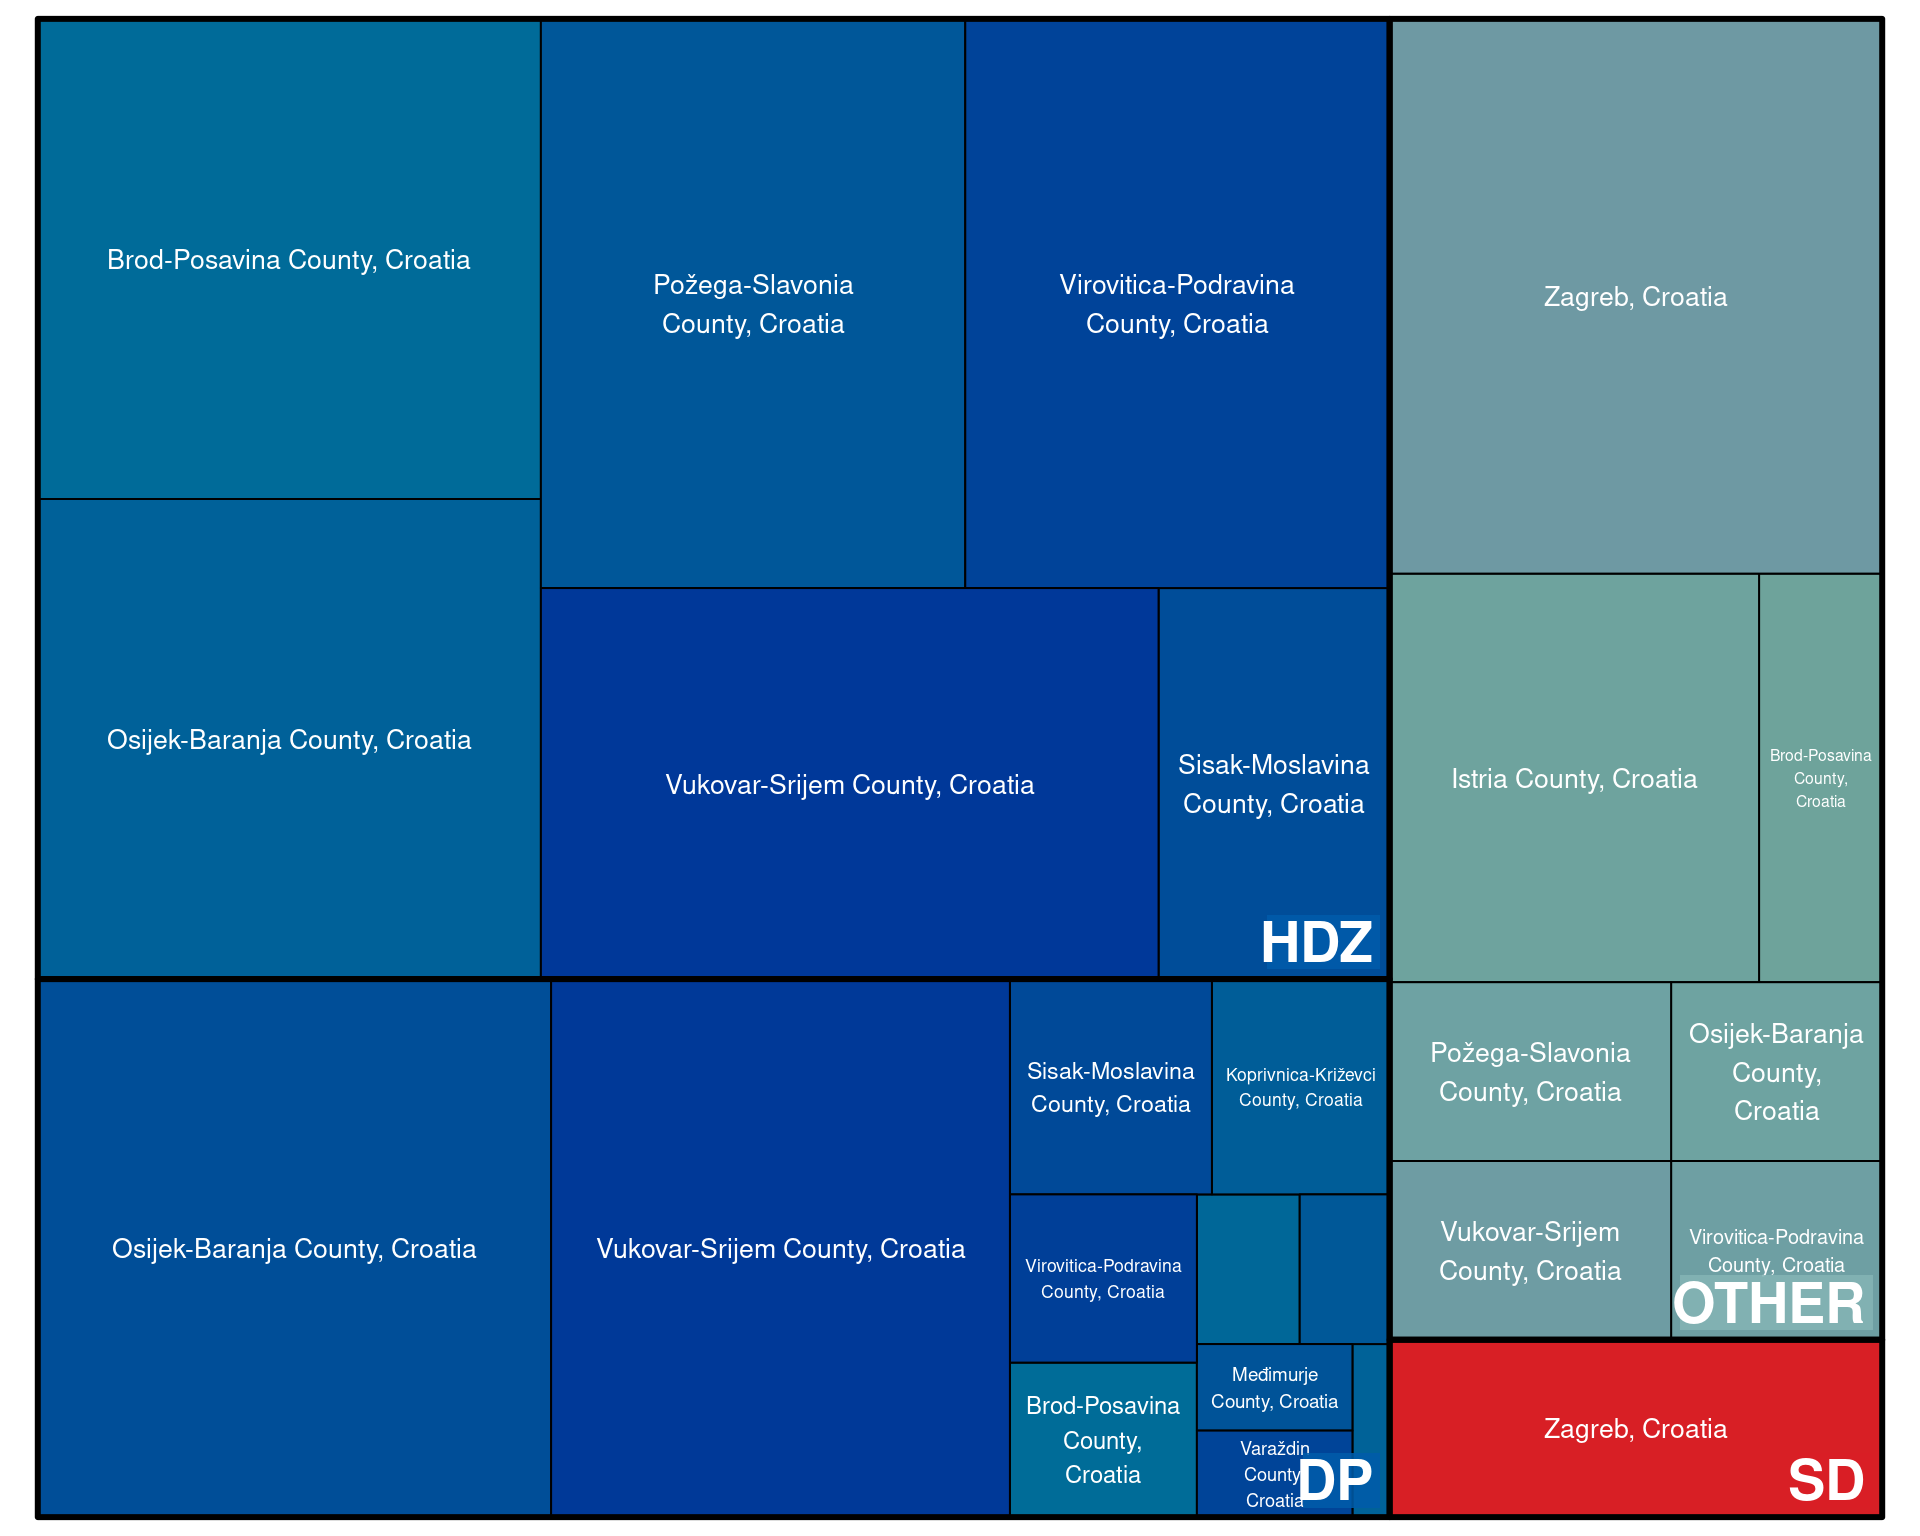 Brod-Posavina County, Croatia
Požega-Slavonia
County, Croatia
Virovitica-Podravina
County, Croatia
Osijek-Baranja County, Croatia
Vukovar-Srijem County, Croatia
Sisak-Moslavina
County, Croatia
HDZ
Osijek-Baranja County, Croatia
Vukovar-Srijem County, Croatia
Sisak-Moslavina
County, Croatia
Koprivnica-Križevci
County, Croatia
Virovitica-Podravina
County, Croatia
Brod-Posavina
County,
Croatia
Međimurje
County, Croatia
Varaždin
County,
Croatia
DP
Zagreb, Croatia
Istria County, Croatia
Brod-Posavina
County,
Croatia
Požega-Slavonia
County, Croatia
Osijek-Baranja
County,
Croatia
Vukovar-Srijem
County, Croatia
Virovitica-Podravina
County, Croatia
OTHER
Zagreb, Croatia
SD